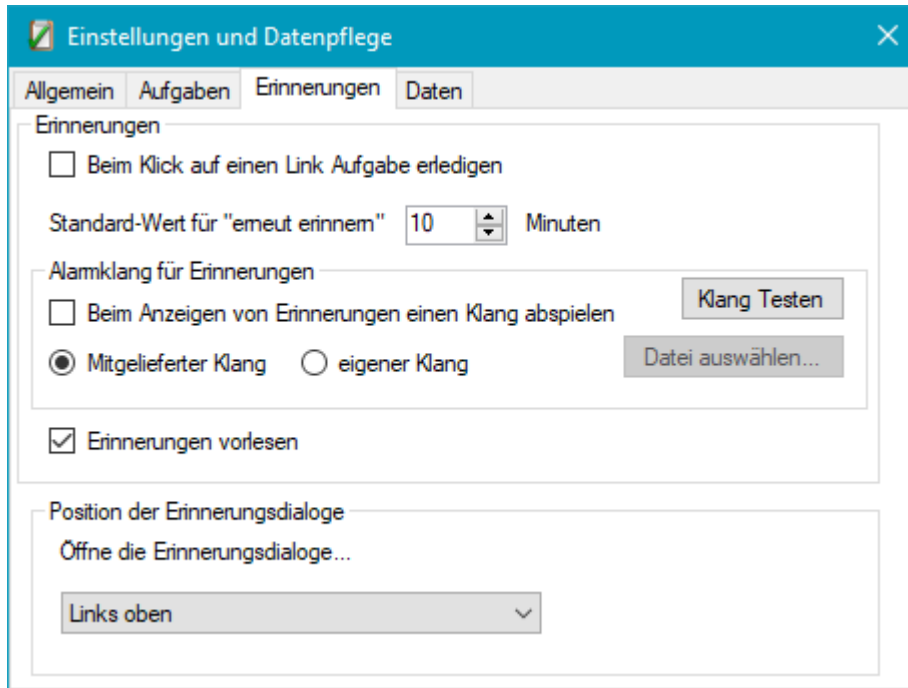 Einstellungen und Datenpflege
Allgemein Aufgaben Erinnerungen Daten
Erinnerungen
Beim Klick auf einen Link Aufgabe erledigen
Standard-Wert für "erneut erinnern" 10 Minuten
Alarmklang für Erinnerungen
Klang Testen
Beim Anzeigen von Erinnerungen einen Klang abspielen
Mitgelieferter Klang eigener Klang Datei auswählen...
Erinnerungen vorlesen
Position der Erinnerungsdialoge
Öffne die Erinnerungsdialoge...
Links oben